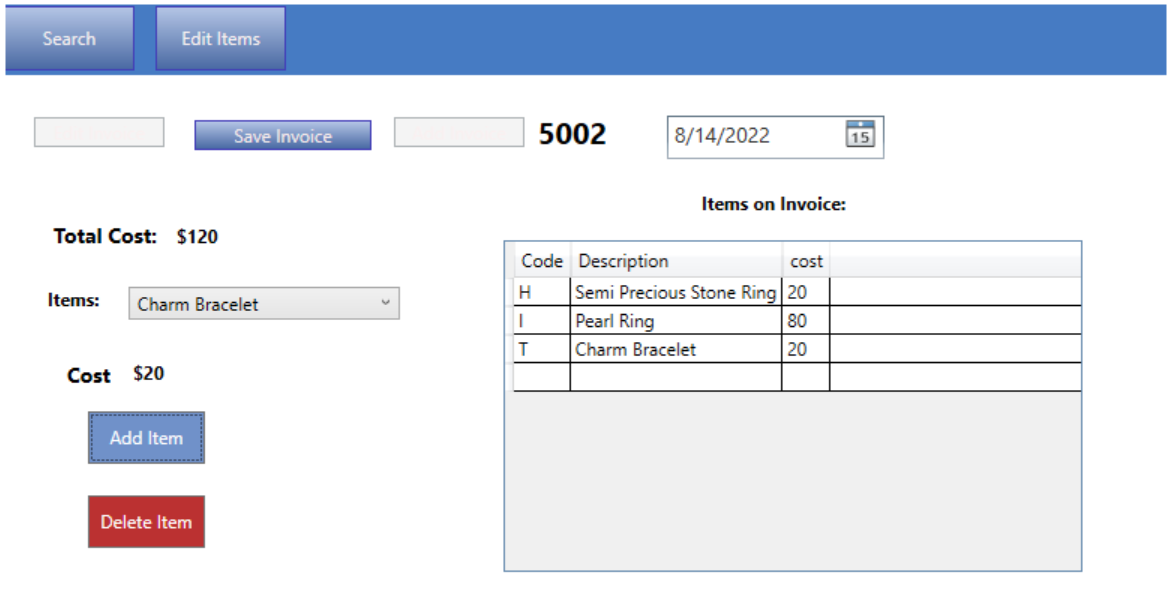 Search Edit Items
Save Invoice 5002 8/14/2022 15
Items on Invoice:
Total Cost: $120
Code Description cost
H Semi Precious Stone Ring 20
I Pearl Ring 80
T Charm Bracelet 20
Items: Charm Bracelet
Cost $20
Add Item
Delete Item